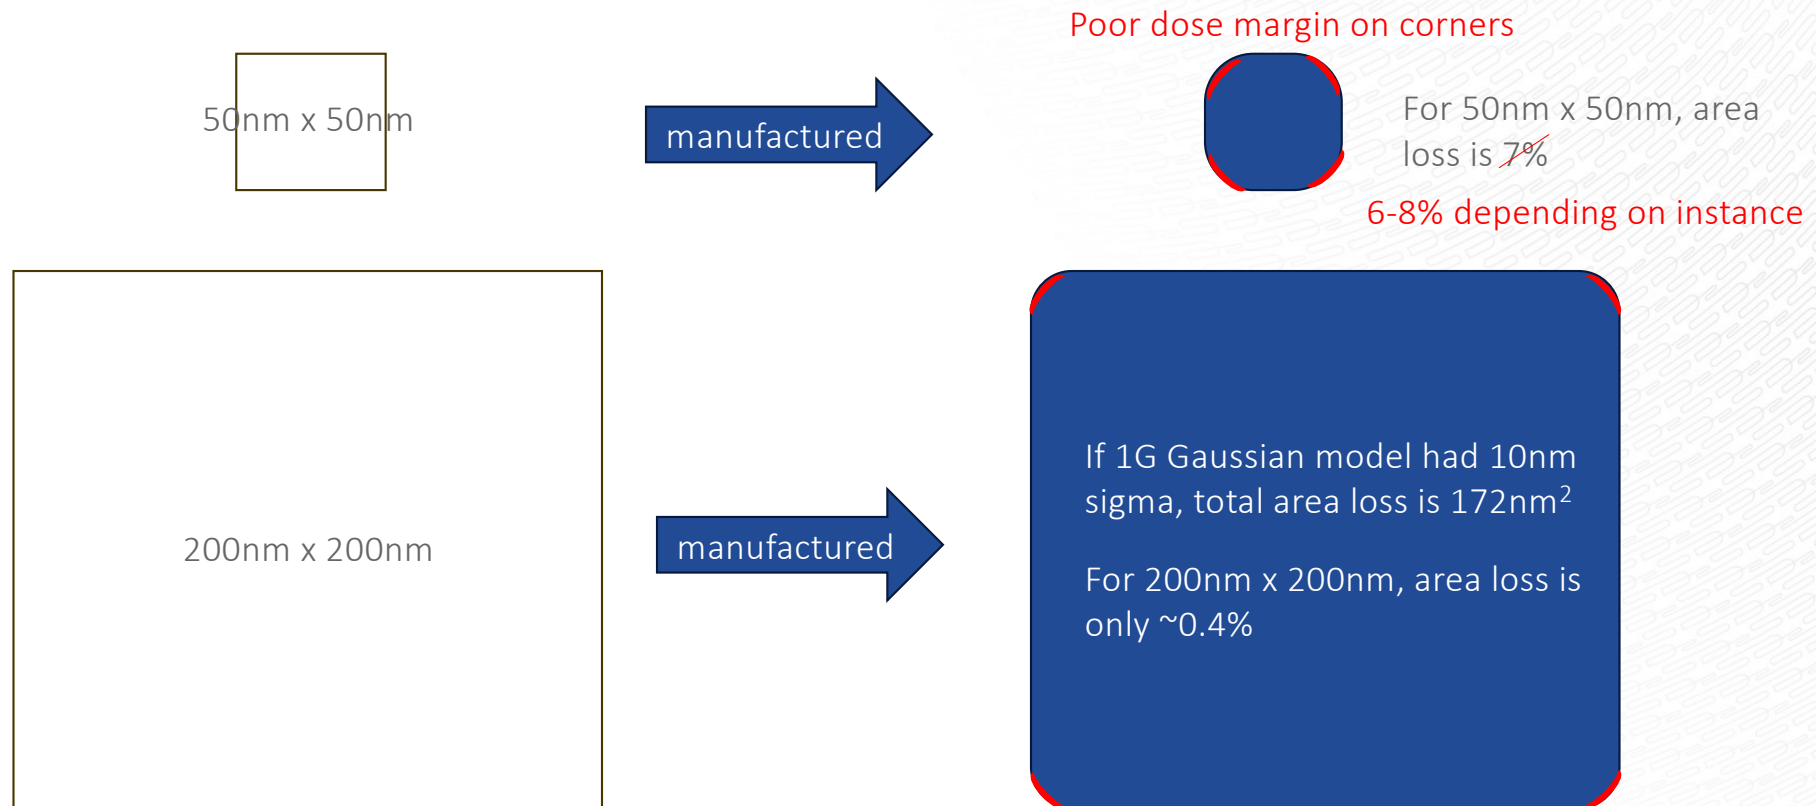 Poor dose margin on corners
50nm x 50nm
manufactured
For 50nm x 50nm, area
loss is 7%
6-8% depending on instance
200nm x 200nm
manufactured
If 1G Gaussian model had 10nm
sigma, total area loss is 172nm²
For 200nm x 200nm, area loss is
only ~0.4%